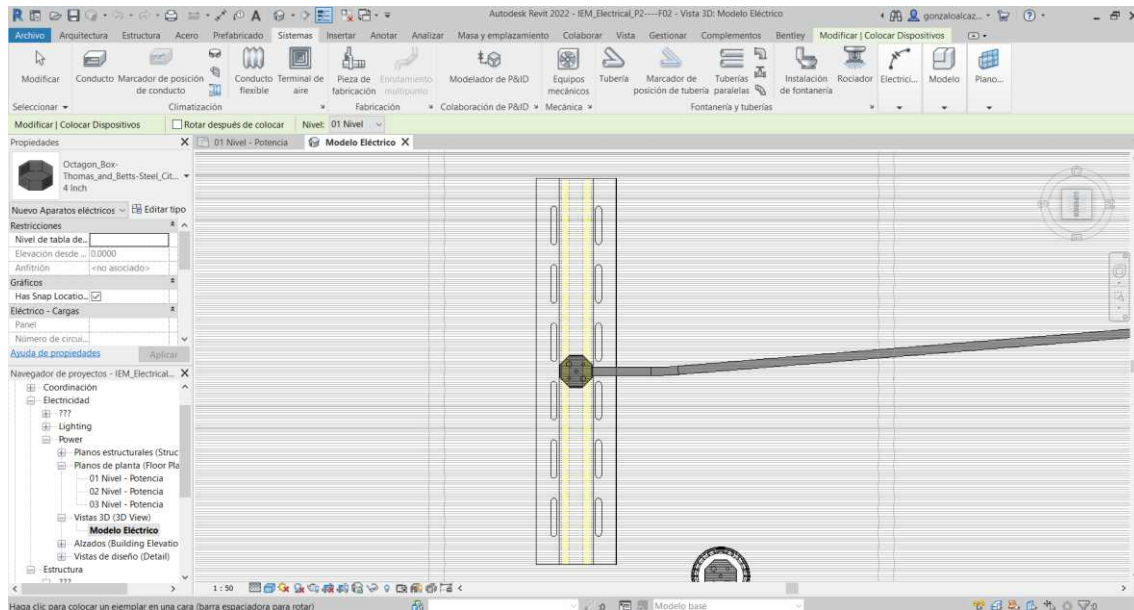 Autodesk Revit 2022 - IEM_Electrical_P2----F02 - Vista 3D: Modelo Eléctrico
gonzaloalcaz...
Archivo Arquitectura Estructura Acero Prefabricado Sistemas Insertar Anotar Analizar Masa y emplazamiento Colaborar Vista Gestionar Complementos Bentley Modificar | Colocar Dispositivos
Modificar Conducto Marcador de posición de conducto Conducto flexible Terminal de aire Pieza de fabricación Enrutamiento multipunto Modelador de P&ID Equipos mecánicos Tubería Marcador de posición de tubería Tuberías paralelas Instalación de fontanería Rociador Electrici... Modelo Plano...
Seleccionar Climatización Fabricación Colaboración de P&ID Mecánica Fontanería y tuberías
Modificar | Colocar Dispositivos Rotar después de colocar Nivel: 01 Nivel
Propiedades 01 Nivel - Potencia Modelo Eléctrico
Octagon_Box-
Thomas_and_Betts-Steel_Cit...
4 Inch
Nuevo Aparatos eléctricos Editar tipo
Restricciones
Nivel de tabla de...
Elevación desde ... 0.0000
Anfitrión <no asociado>
Gráficos
Has Snap Locatio...
Eléctrico - Cargas
Panel
Número de circui...
Ayuda de propiedades Aplicar
Navegador de proyectos - IEM_Electrical...
Coordinación
Electricidad
???
Lighting
Power
Planos estructurales (Struc
Planos de planta (Floor Pla
01 Nivel - Potencia
02 Nivel - Potencia
03 Nivel - Potencia
Vistas 3D (3D View)
Modelo Eléctrico
Alzados (Building Elevatio
Vistas de diseño (Detail)
Estructura
???
1 : 50
Haga clic para colocar un ejemplar en una cara (barra espaciadora para rotar) :0 Modelo base :0